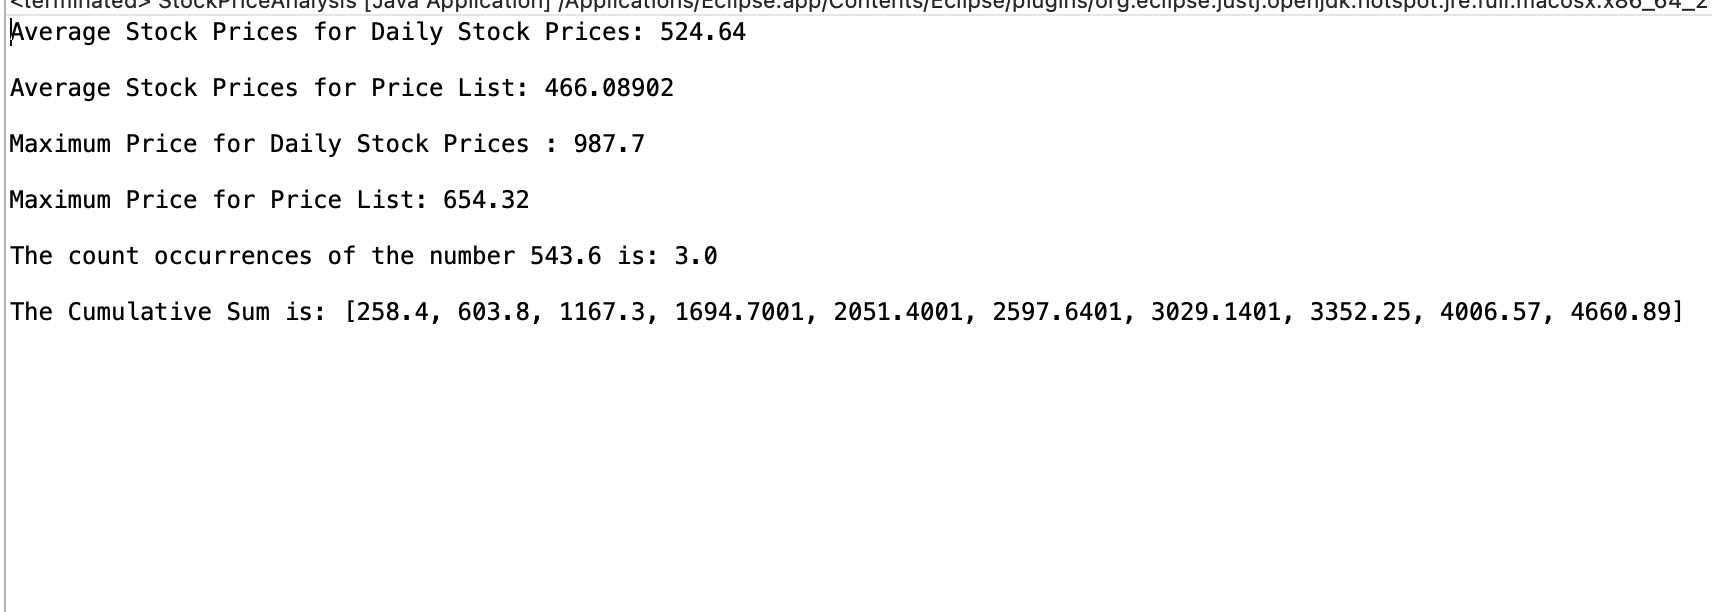 <terminated> StockPriceAnalysis [Java Application] /Applications/Eclipse.app/Contents/Eclipse/plugins/org.eclipse.justj.openjdk.hotspot.jre.full.macosx.x86_64_2
Average Stock Prices for Daily Stock Prices: 524.64
Average Stock Prices for Price List: 466.08902
Maximum Price for Daily Stock Prices : 987.7
Maximum Price for Price List: 654.32
The count occurrences of the number 543.6 is: 3.0
The Cumulative Sum is: [258.4, 603.8, 1167.3, 1694.7001, 2051.4001, 2597.6401, 3029.1401, 3352.25, 4006.57, 4660.89]